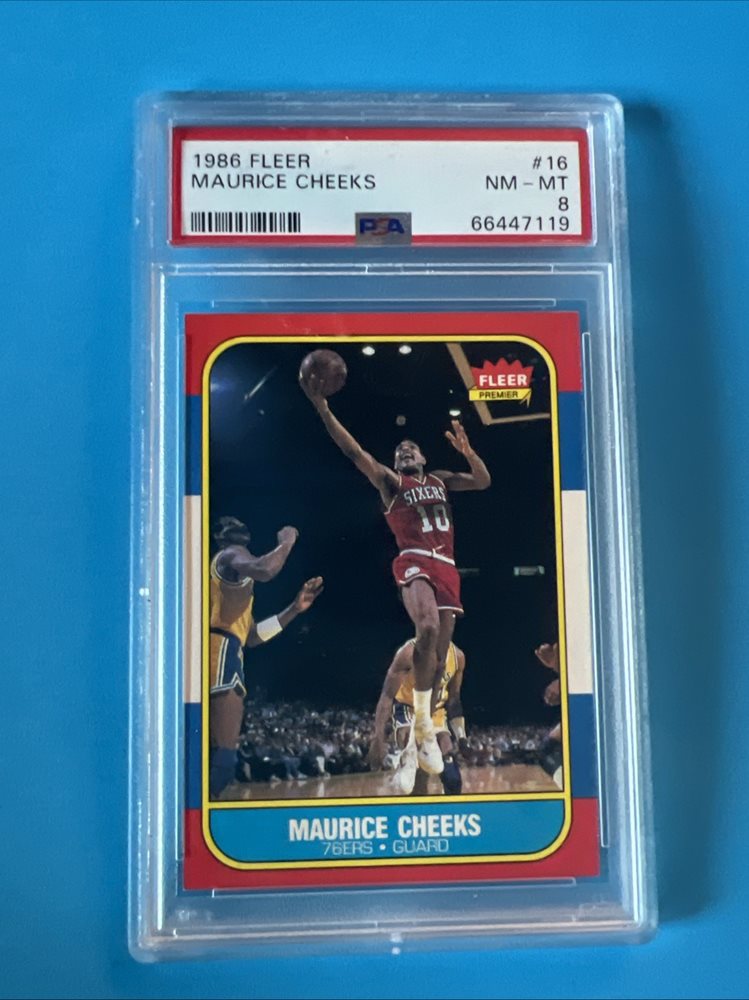 1986 FLEER #16
MAURICE CHEEKS NM - MT
8
PSA 66447119
FLEER
PREMIER
SIXERS
10
MAURICE CHEEKS
76ERS • GUARD